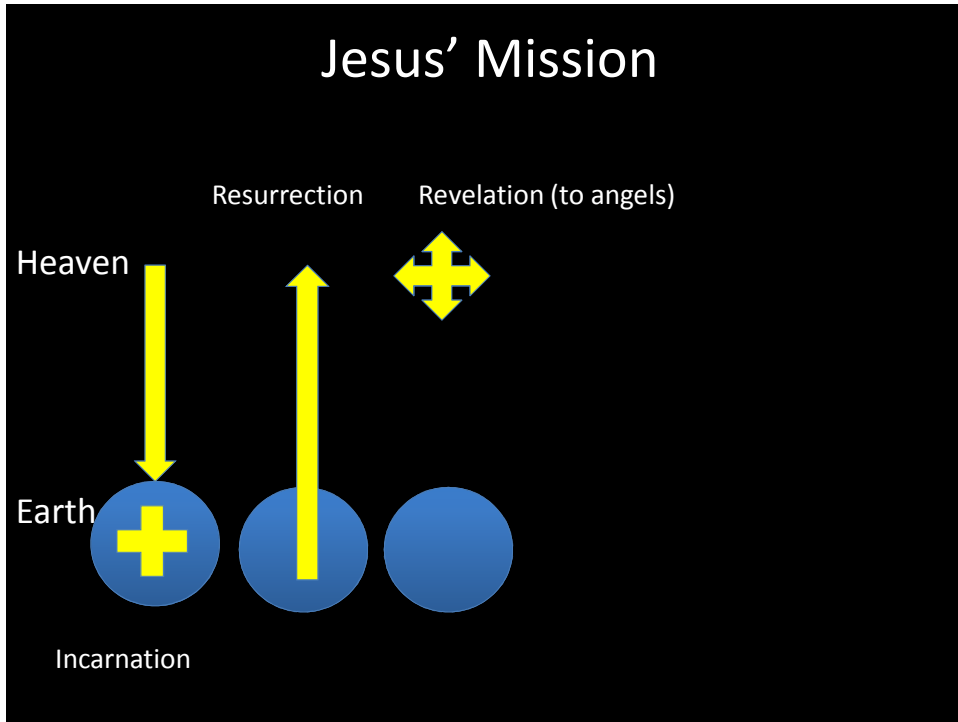 Jesus’ Mission
Resurrection
Revelation (to angels)
Heaven
Earth
Incarnation